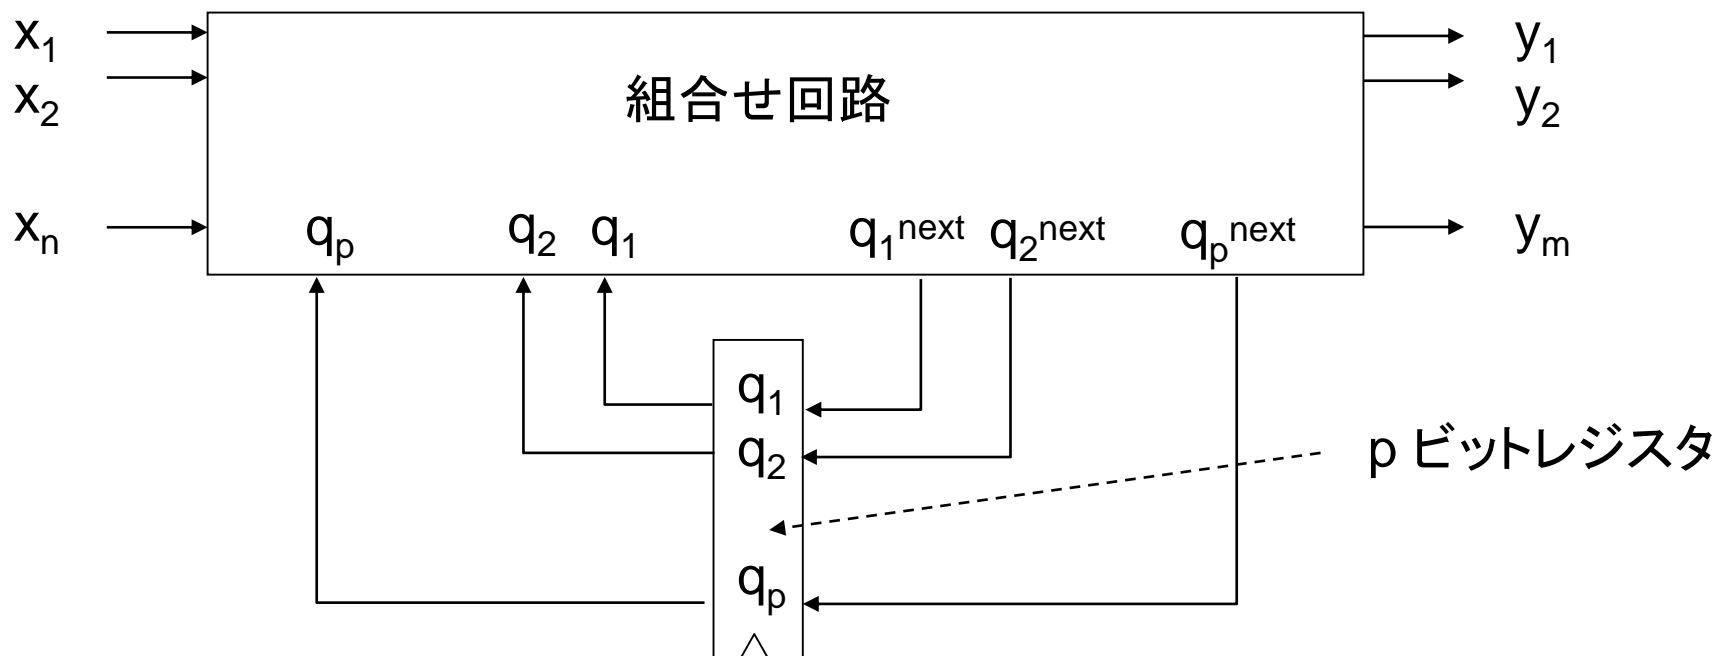 x1 y1
組合せ回路
x2 y2
xn qp q2 q1 q1next q2next qpnext ym
q1
q2 p ビットレジスタ
qp